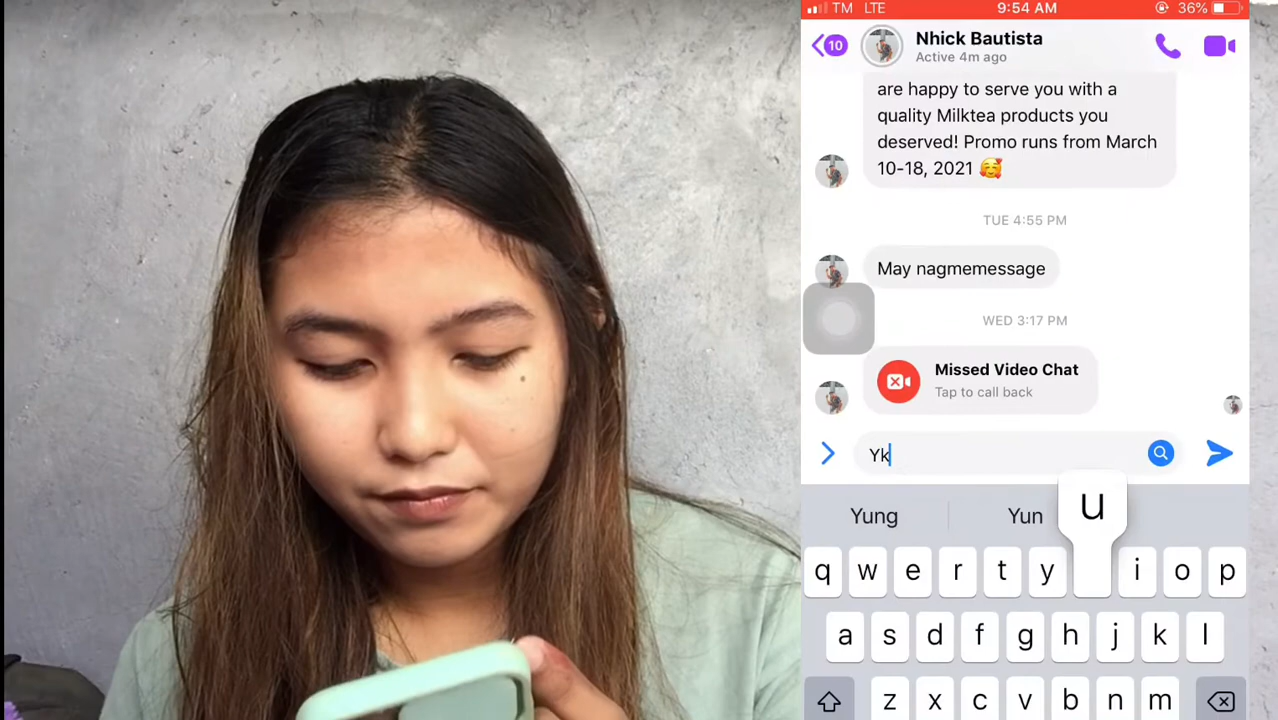 TM LTE 9:54 AM 36%
10 Nhick Bautista
Active 4m ago
are happy to serve you with a
quality Milktea products you
deserved! Promo runs from March
10-18, 2021 🥰
TUE 4:55 PM
May nagmemessage
WED 3:17 PM
Missed Video Chat
Tap to call back
Yk
Yung Yun
u
q w e r t y i o p
a s d f g h j k l
z x c v b n m